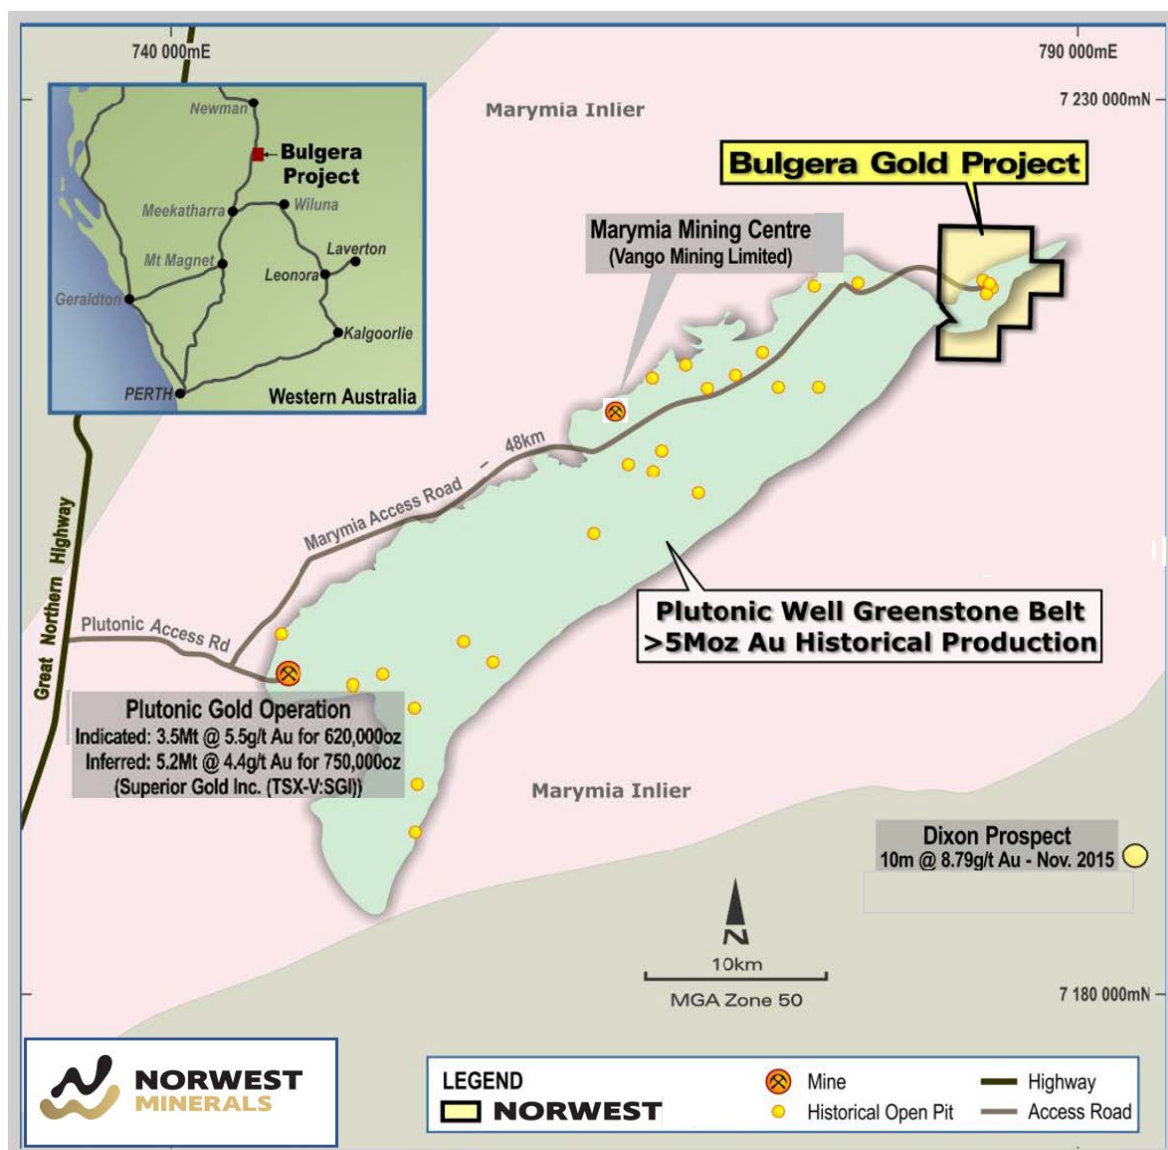 740 000mE
790 000mE
7 230 000mN
Marymia Inlier
Newman
Bulgera
Project
Meekatharra
Wiluna
Mt Magnet
Laverton
Leonora
Geraldton
Kalgoorlie
PERTH
Western Australia
Bulgera Gold Project
Marymia Mining Centre
(Vango Mining Limited)
Marymia Access Road – 48km
Great Northern Highway
Plutonic Access Rd
Plutonic Well Greenstone Belt
>5Moz Au Historical Production
Plutonic Gold Operation
Indicated: 3.5Mt @ 5.5g/t Au for 620,000oz
Inferred: 5.2Mt @ 4.4g/t Au for 750,000oz
(Superior Gold Inc. (TSX-V:SGI))
Marymia Inlier
Dixon Prospect
10m @ 8.79g/t Au - Nov. 2015
N
10km
MGA Zone 50
7 180 000mN
NORWEST
MINERALS
LEGEND
NORWEST
Mine
Historical Open Pit
Highway
Access Road